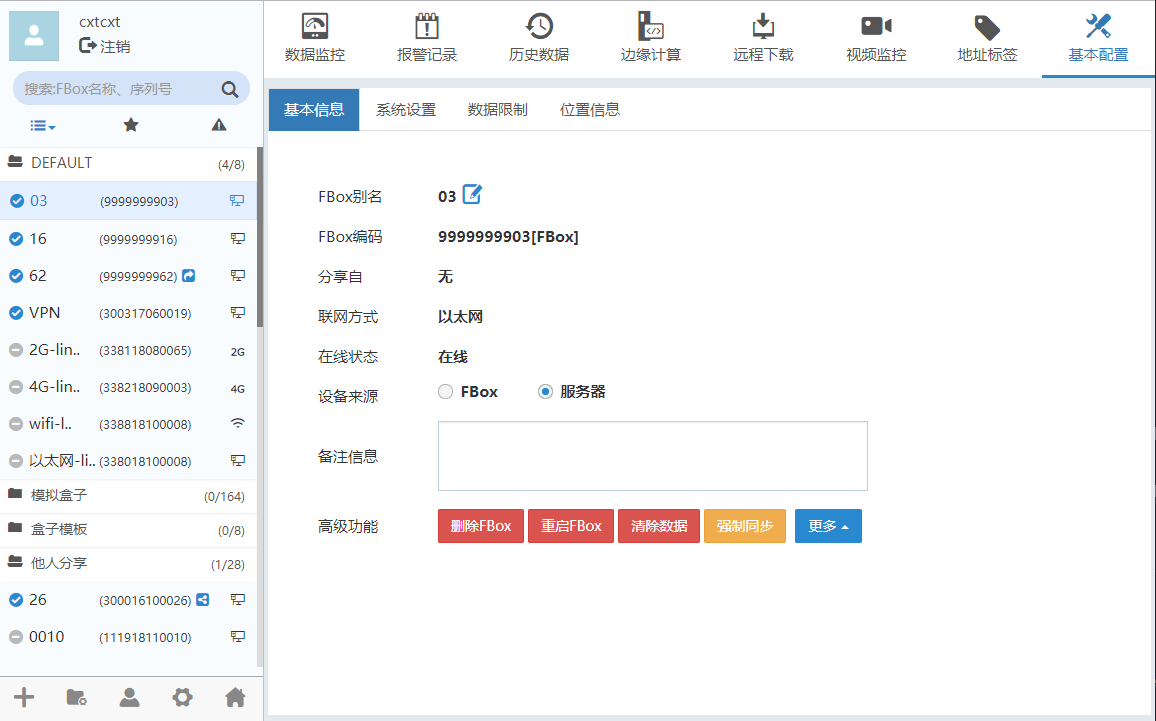 cxtcxt
注销
搜索:FBox名称、序列号
DEFAULT (4/8)
03 (9999999903)
16 (9999999916)
62 (9999999962)
VPN (300317060019)
2G-lin.. (338118080065) 2G
4G-lin.. (338218090003) 4G
wifi-l.. (338818100008)
以太网-li.. (338018100008)
模拟盒子 (0/164)
盒子模板 (0/8)
他人分享 (1/28)
26 (300016100026)
0010 (111918110010)
数据监控 报警记录 历史数据 边缘计算 远程下载 视频监控 地址标签 基本配置
基本信息 系统设置 数据限制 位置信息
FBox别名 03
FBox编码 9999999903[FBox]
分享自 无
联网方式 以太网
在线状态 在线
设备来源 FBox 服务器
备注信息
高级功能 删除FBox 重启FBox 清除数据 强制同步 更多